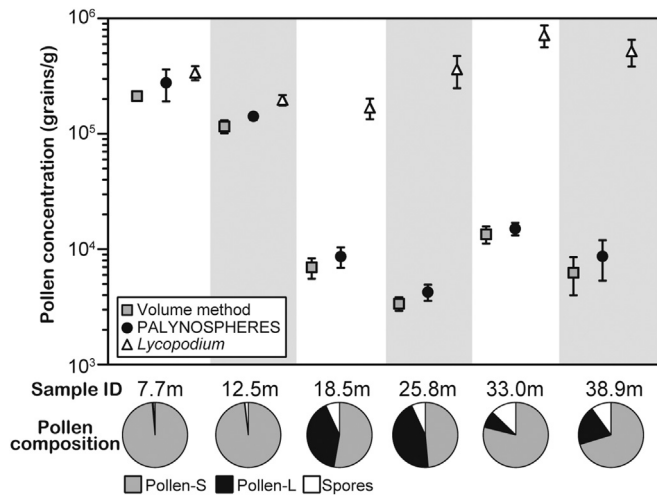 Pollen concentration (grains/g)
10⁶
10⁵
10⁴
10³
Volume method
PALYNOSPHERES
Lycopodium
Sample ID 7.7m 12.5m 18.5m 25.8m 33.0m 38.9m
Pollen
composition
Pollen-S Pollen-L Spores